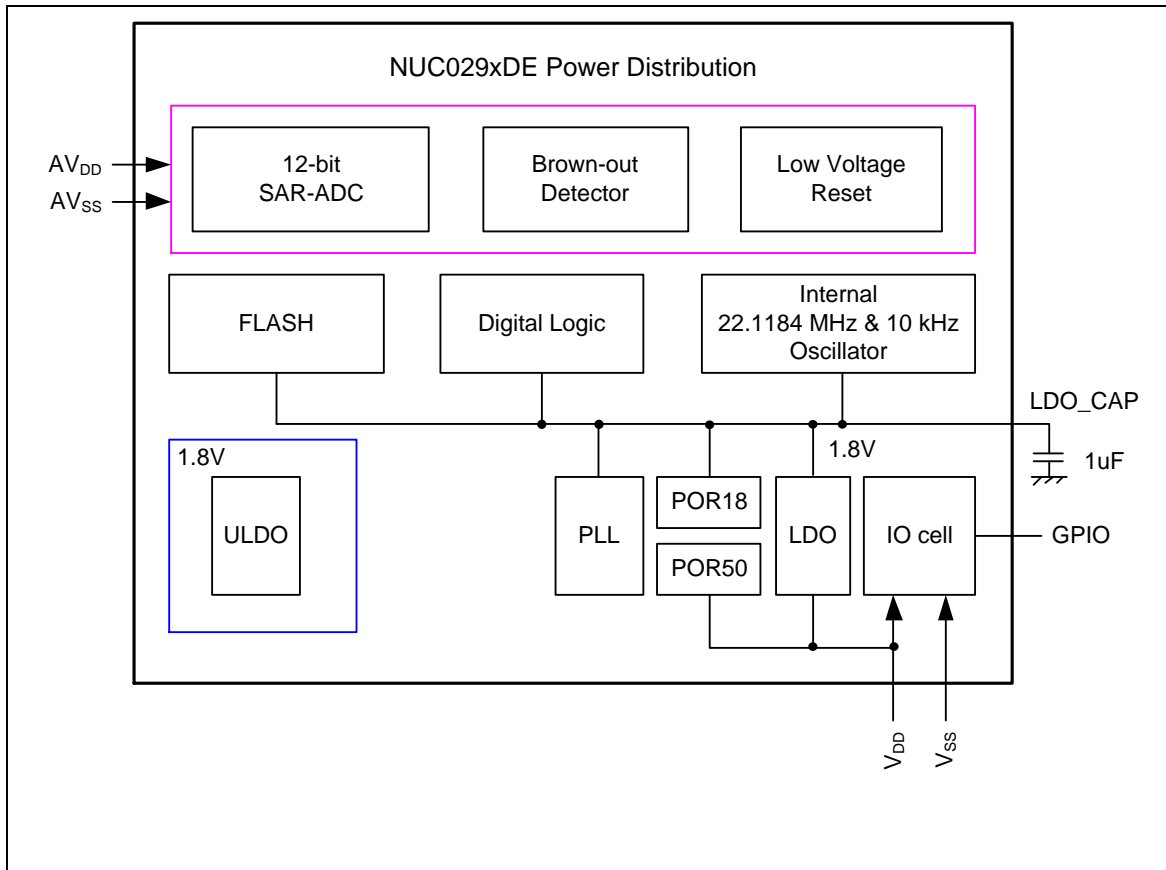 NUC029xDE Power Distribution
AVDD
AVSS
12-bit
SAR-ADC
Brown-out
Detector
Low Voltage
Reset
FLASH
Digital Logic
Internal
22.1184 MHz & 10 kHz
Oscillator
LDO_CAP
1uF
1.8V
1.8V
ULDO
PLL
POR18
POR50
LDO
IO cell
GPIO
VDD
VSS